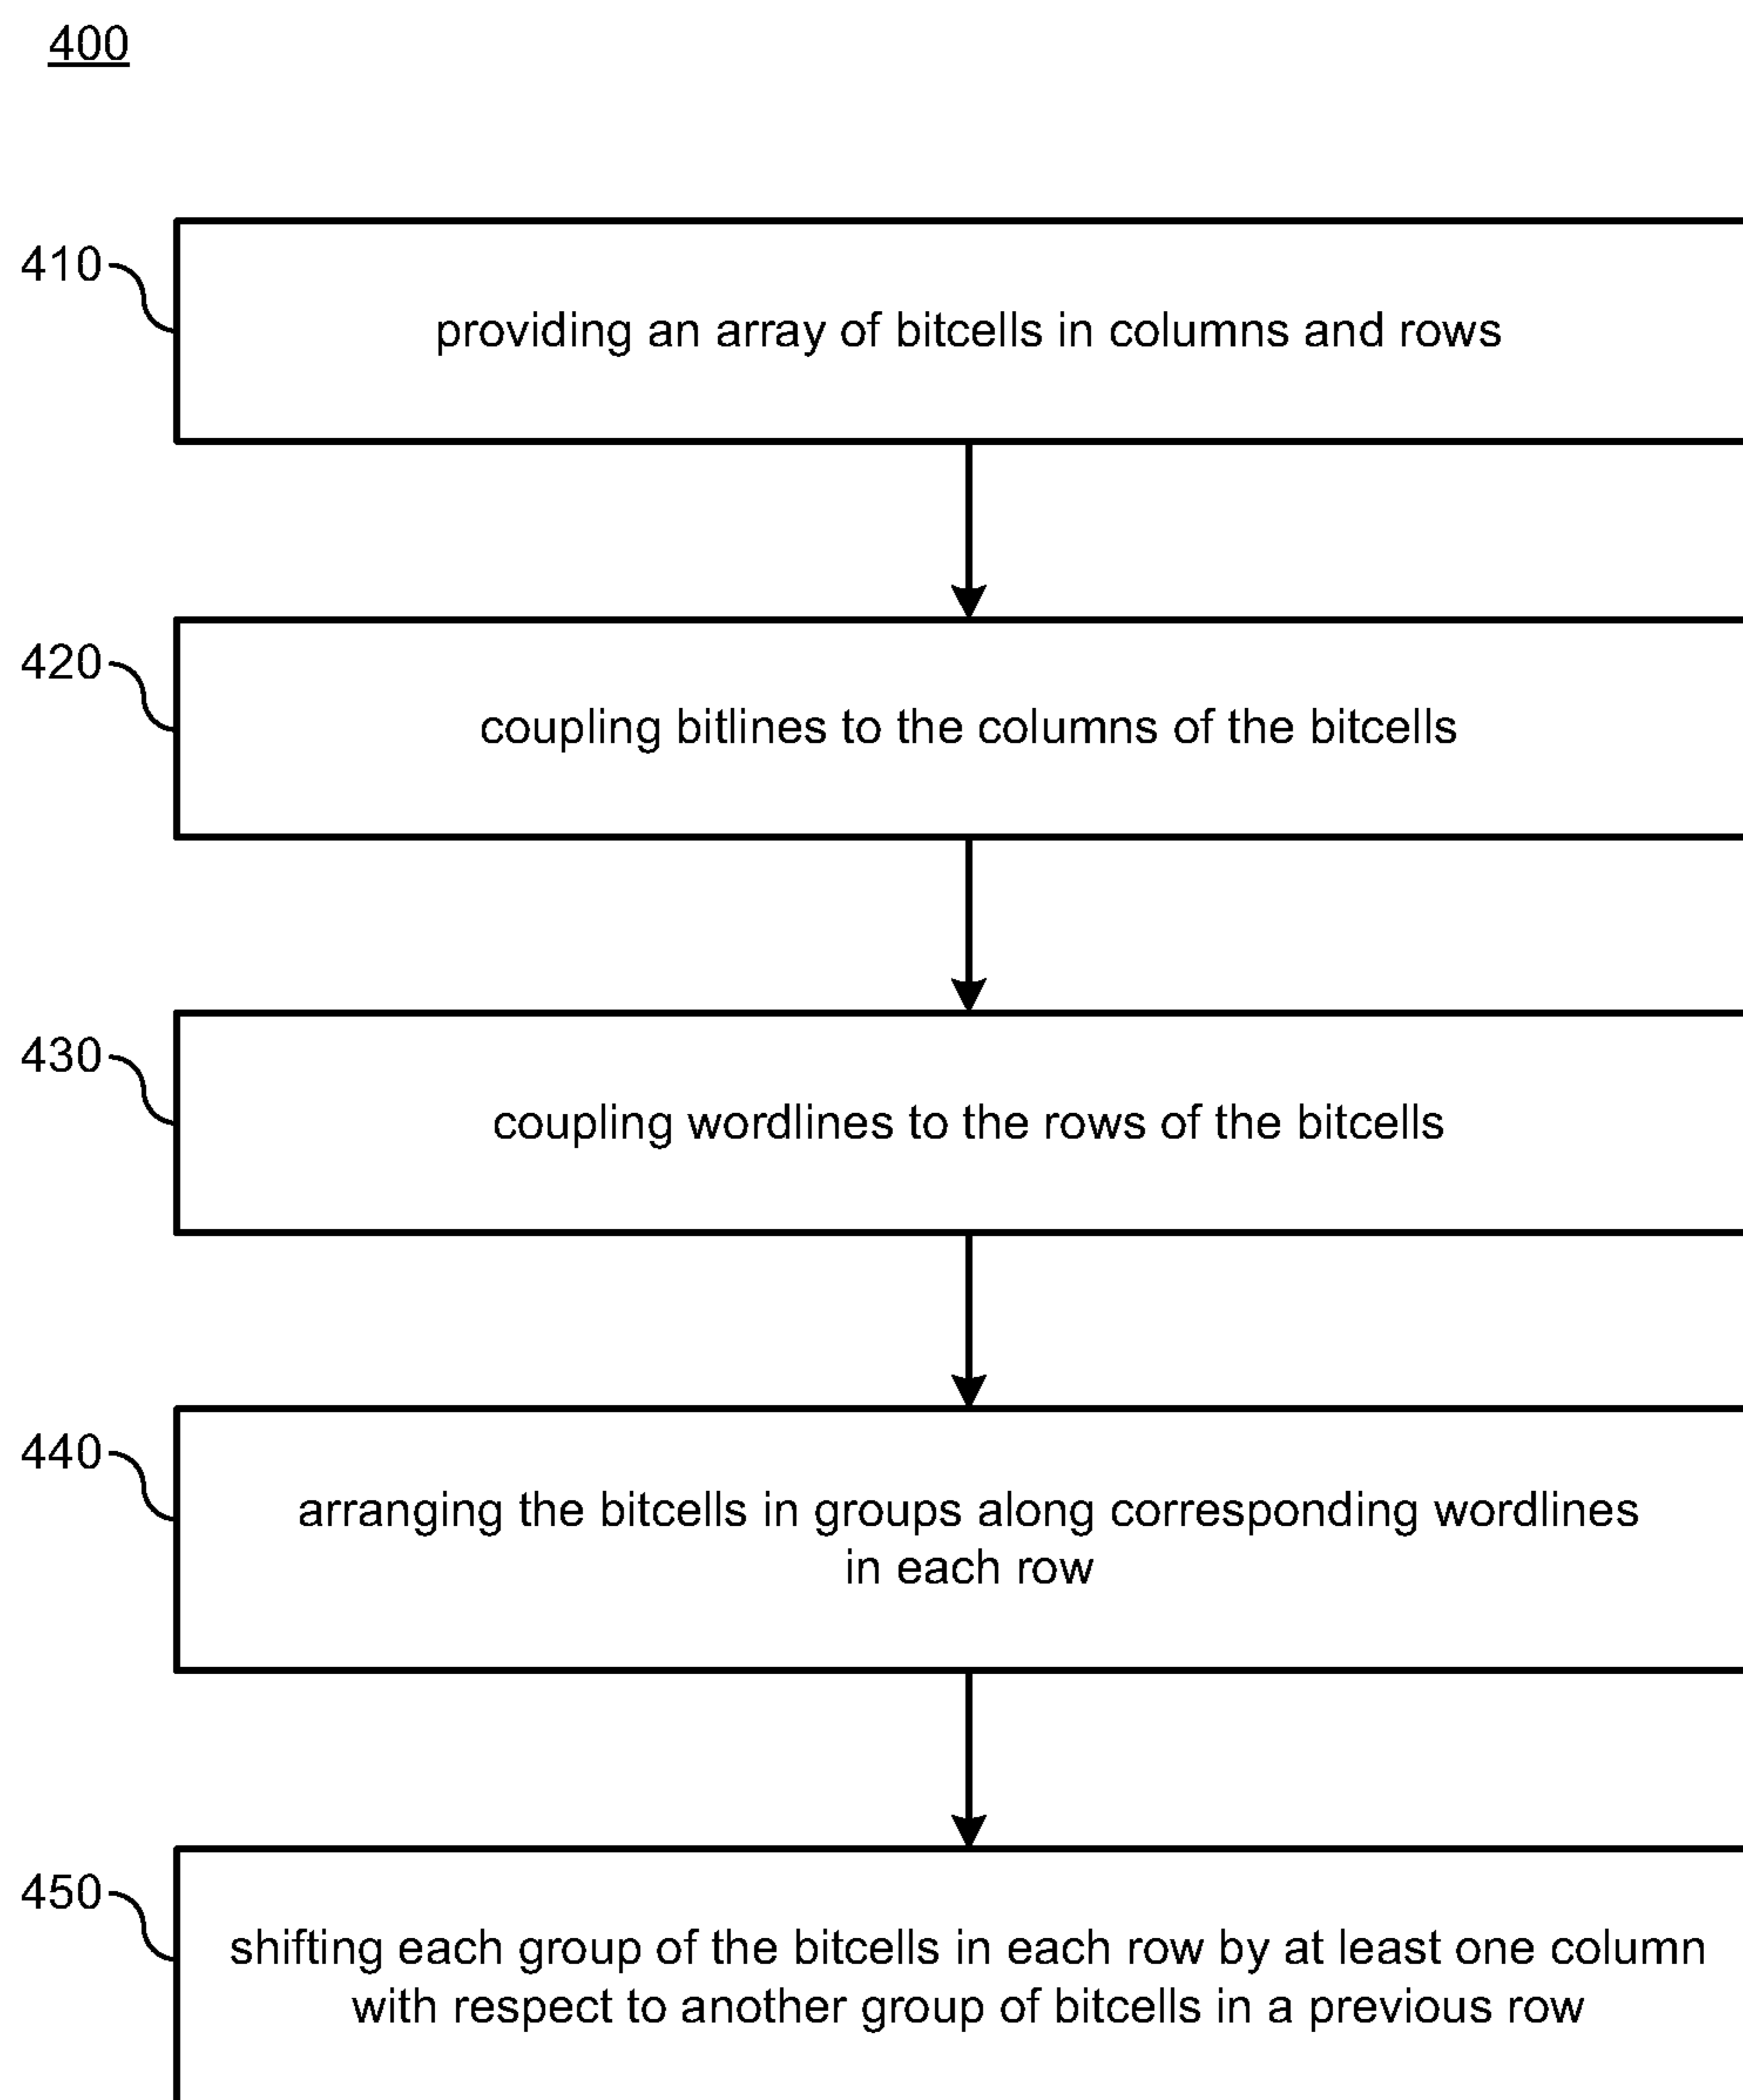 400
410
providing an array of bitcells in columns and rows
420
coupling bitlines to the columns of the bitcells
430
coupling wordlines to the rows of the bitcells
440
arranging the bitcells in groups along corresponding wordlines
in each row
450
shifting each group of the bitcells in each row by at least one column
with respect to another group of bitcells in a previous row